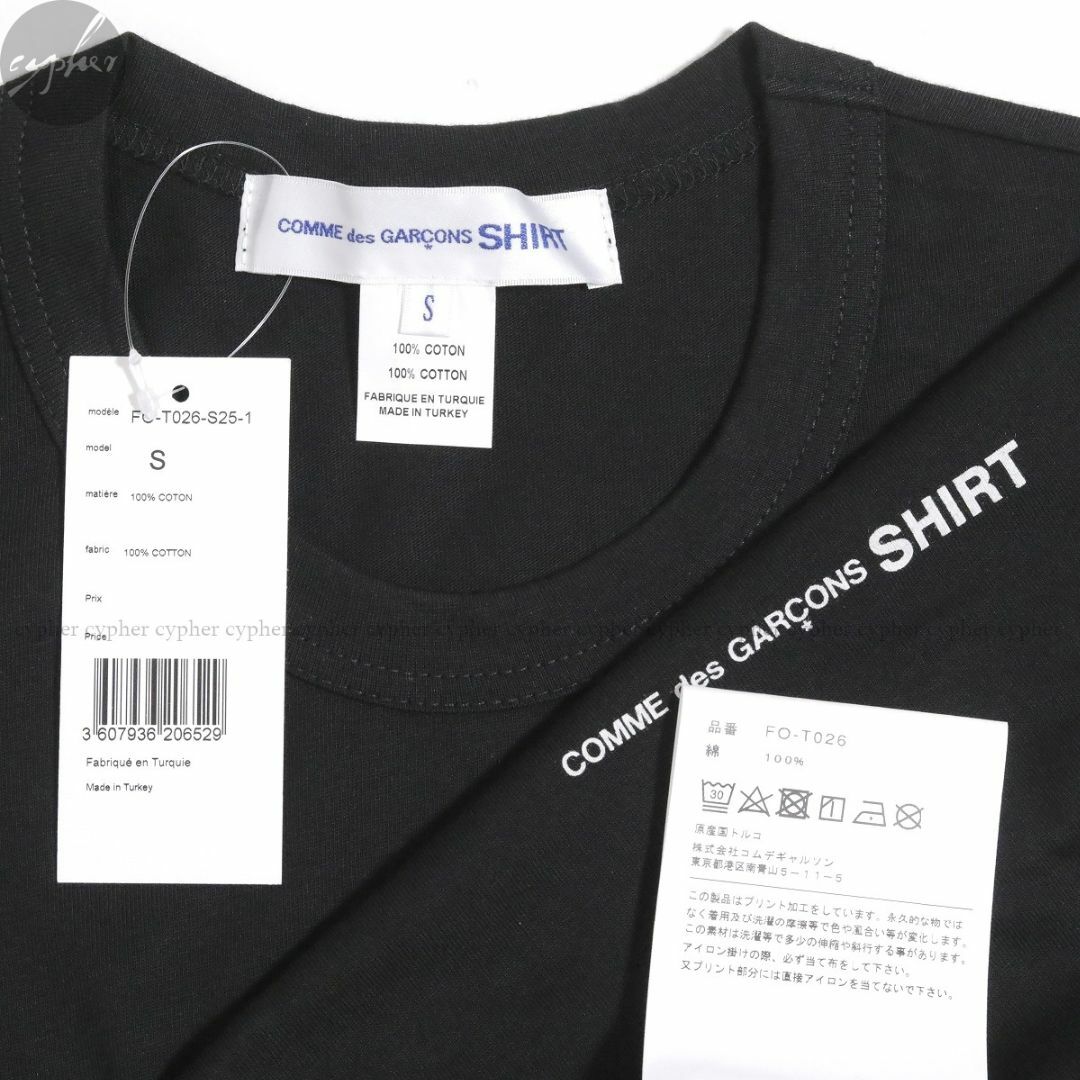 cypher
COMME des GARÇONS SHIRT
S
100% COTON
100% COTTON
FABRIQUE EN TURQUIE
MADE IN TURKEY
modèle FO-T026-S25-1
model S
matière 100% COTON
fabric 100% COTTON
Prix
Price
3 607936 206529
Fabriqué en Turquie
Made in Turkey
cypher cypher cypher cypher cypher cypher cypher cypher cypher cypher cypher cypher cypher cypher cypher
COMME des GARÇONS SHIRT
品番 FO-T026
綿 100%
30
原産国トルコ
株式会社コムデギャルソン
東京都港区南青山5-11-5
この製品はプリント加工をしています。永久的な物では
なく着用及び洗濯の摩擦等で色や風合い等が変化します。
この素材は洗濯等で多少の伸縮や斜行する事があります。
アイロン掛けの際、必ず当て布をして下さい。
又プリント部分には直接アイロンを当てないで下さい。